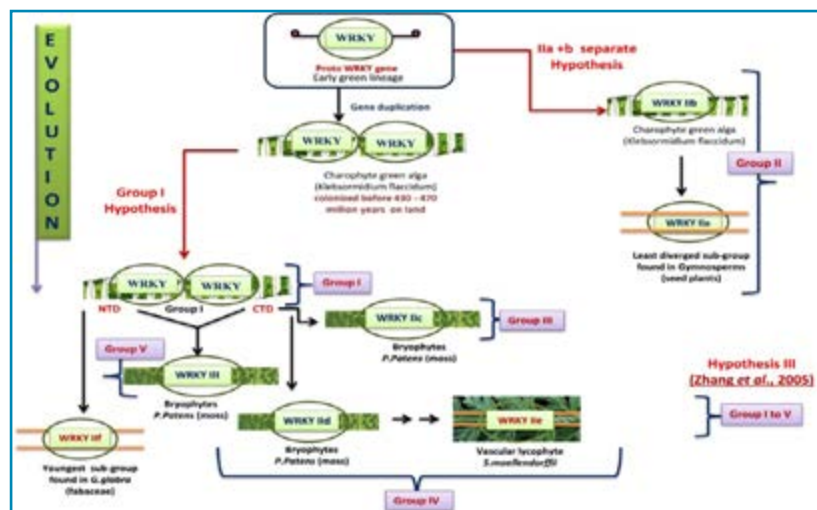 EVOLUTION
WRKY
Proto WRKY gene
Early green lineage
Gene duplication
IIa +b separate
Hypothesis
WRKY IIb
Charophyte green alga
(Klebsormidium flaccidum)
Group II
WRKY IIa
Least diverged sub-group
found in Gymnosperms
(seed plants)
WRKY WRKY
Charophyte green alga
(Klebsormidium flaccidum)
colonized before 430 - 470
million years on land
Group I
Hypothesis
WRKY WRKY
Group I
NTD Group I CTD
WRKY IIc
Group III
Bryophytes
P.Patens (moss)
Group V
WRKY III
Bryophytes
P.Patens (moss)
Hypothesis III
(Zhang et al., 2005)
Group I to V
WRKY IId
Bryophytes
P.Patens (moss)
WRKY IIe
Vascular lycophyte
S.moellendorffii
WRKY IIf
Youngest sub-group
found in G.glabra
(fabaceae)
Group IV